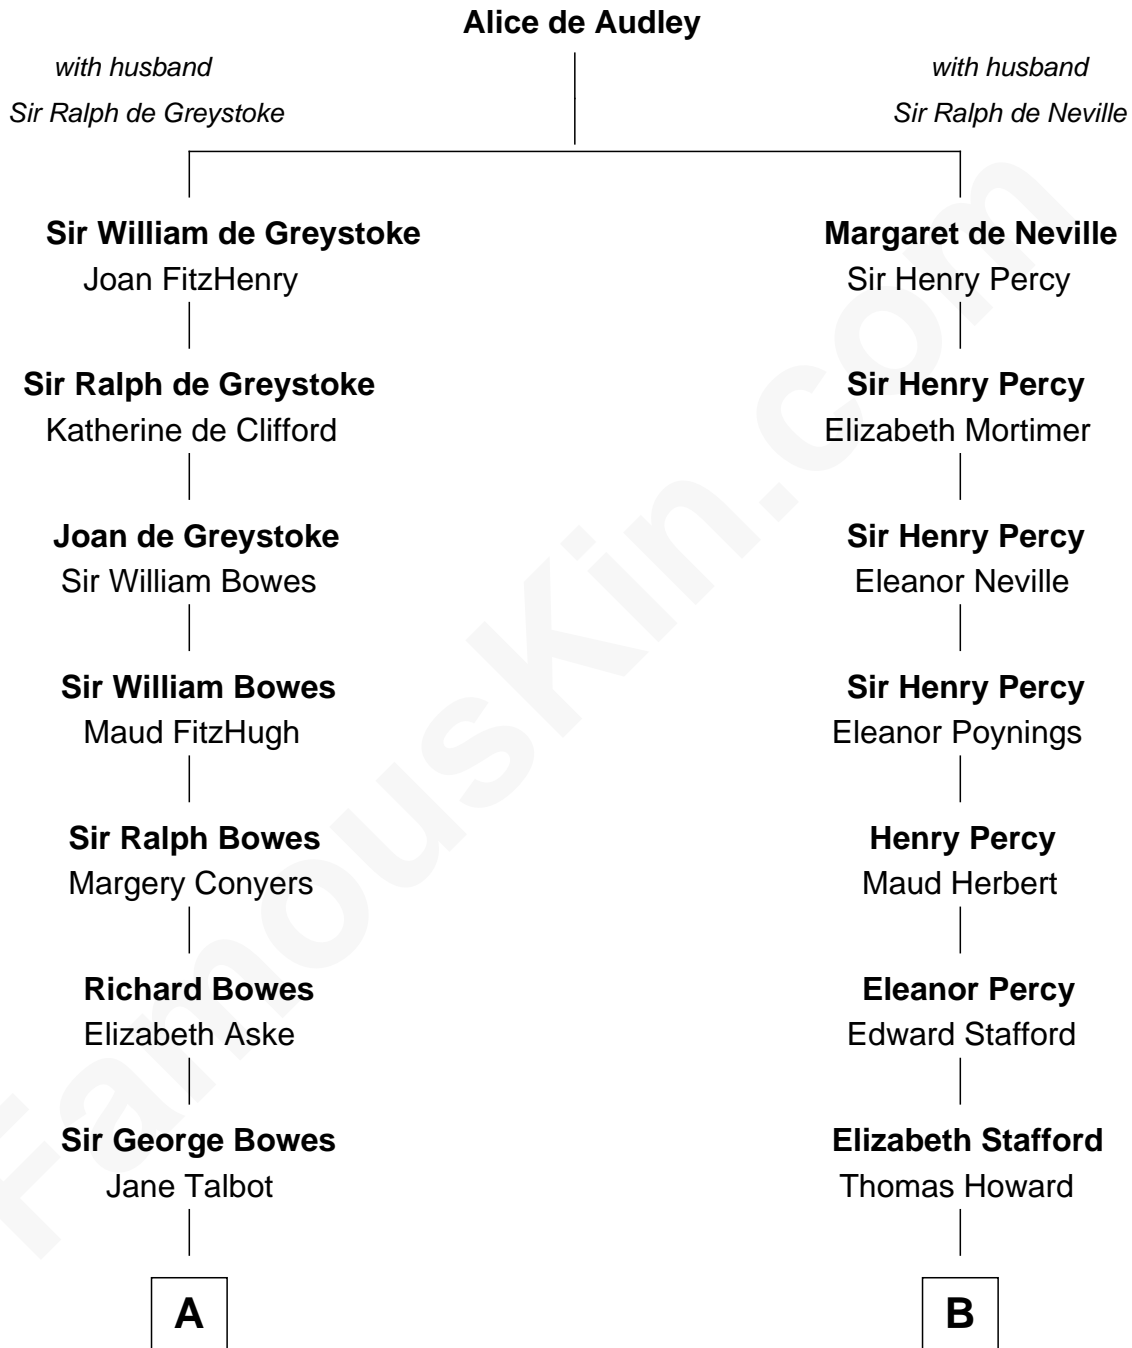 Alice de Audley
with husband
Sir Ralph de Greystoke
with husband
Sir Ralph de Neville
Sir William de Greystoke
Joan FitzHenry
Margaret de Neville
Sir Henry Percy
Sir Ralph de Greystoke
Katherine de Clifford
Sir Henry Percy
Elizabeth Mortimer
Joan de Greystoke
Sir William Bowes
Sir Henry Percy
Eleanor Neville
Sir William Bowes
Maud FitzHugh
Sir Henry Percy
Eleanor Poynings
Sir Ralph Bowes
Margery Conyers
Henry Percy
Maud Herbert
Richard Bowes
Elizabeth Aske
Eleanor Percy
Edward Stafford
Sir George Bowes
Jane Talbot
Elizabeth Stafford
Thomas Howard
A
B
FamousKin.com